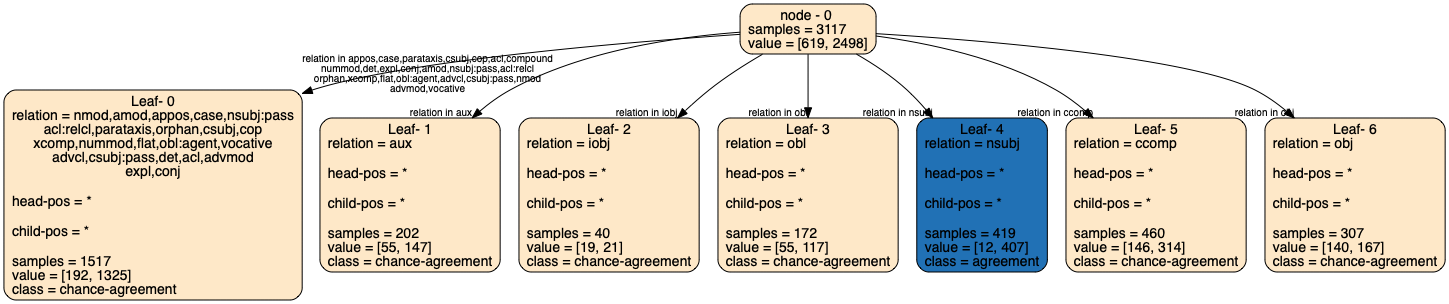 node - 0
samples = 3117
value = [619, 2498]
relation in appos,case,parataxis,csubj,cop,acl,compound
nummod,det,expl,conj,amod,nsubj:pass,acl:relcl
orphan,xcomp,flat,obl:agent,advcl,csubj:pass,nmod
advmod,vocative
relation in aux
relation in iobj
relation in obl
relation in nsubj
relation in ccomp
relation in obj
Leaf- 0
relation = nmod,amod,appos,case,nsubj:pass
acl:relcl,parataxis,orphan,csubj,cop
xcomp,nummod,flat,obl:agent,vocative
advcl,csubj:pass,det,acl,advmod
expl,conj
head-pos = *
child-pos = *
samples = 1517
value = [192, 1325]
class = chance-agreement
Leaf- 1
relation = aux
head-pos = *
child-pos = *
samples = 202
value = [55, 147]
class = chance-agreement
Leaf- 2
relation = iobj
head-pos = *
child-pos = *
samples = 40
value = [19, 21]
class = chance-agreement
Leaf- 3
relation = obl
head-pos = *
child-pos = *
samples = 172
value = [55, 117]
class = chance-agreement
Leaf- 4
relation = nsubj
head-pos = *
child-pos = *
samples = 419
value = [12, 407]
class = agreement
Leaf- 5
relation = ccomp
head-pos = *
child-pos = *
samples = 460
value = [146, 314]
class = chance-agreement
Leaf- 6
relation = obj
head-pos = *
child-pos = *
samples = 307
value = [140, 167]
class = chance-agreement